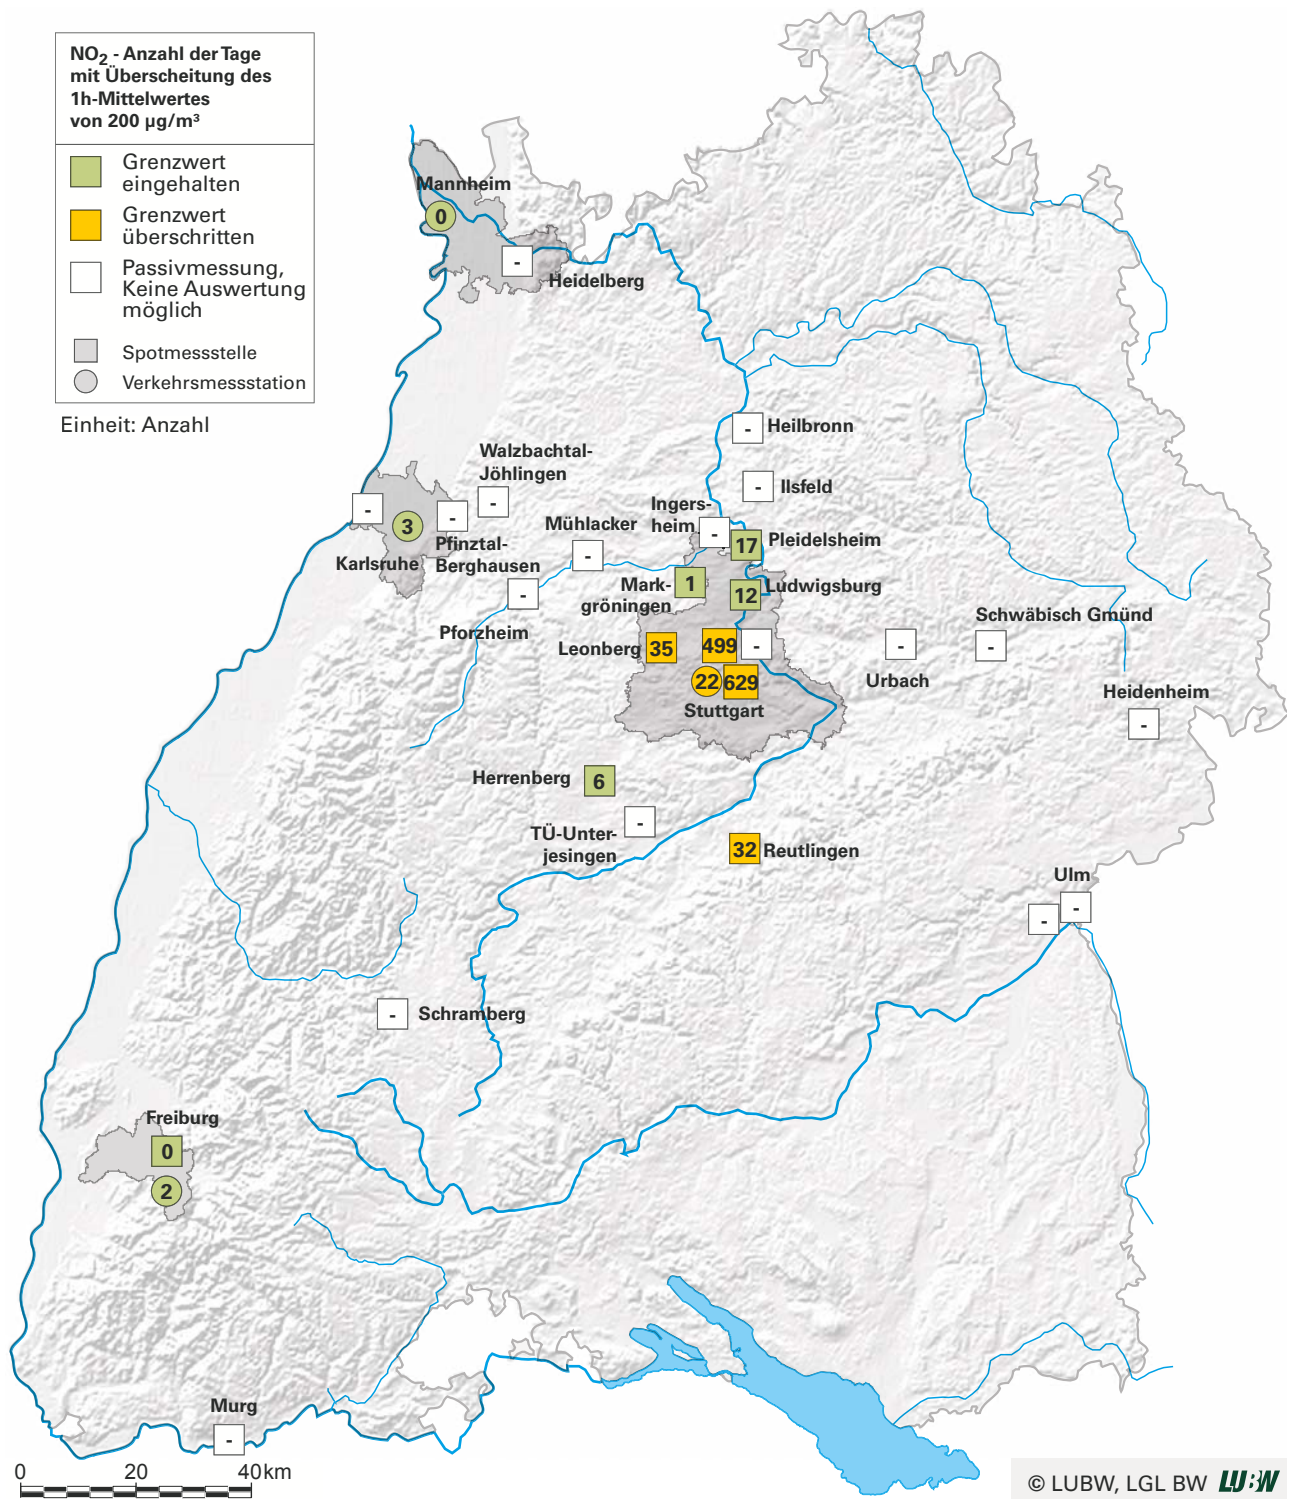 NO2 - Anzahl der Tage
mit Überscheitung des
1h-Mittelwertes
von 200 µg/m³
Grenzwert
eingehalten
Grenzwert
überschritten
Passivmessung,
Keine Auswertung
möglich
Spotmessstelle
Verkehrsmessstation
Einheit: Anzahl
Mannheim
0
-
Heidelberg
-
Heilbronn
Walzbachtal-
Jöhlingen
-
-
Ilsfeld
-
3
-
Karlsruhe
Pfinztal-
Berghausen
Mühlacker
-
Ingers-
heim
-
17
Pleidelsheim
-
Pforzheim
Mark-
gröningen
1
12
Ludwigsburg
Leonberg
35
499
-
22
629
Stuttgart
-
Urbach
Schwäbisch Gmünd
-
Heidenheim
-
Herrenberg
6
TÜ-Unter-
jesingen
-
32
Reutlingen
Ulm
-
-
-
Schramberg
Freiburg
0
2
Murg
-
0
20
40km
© LUBW, LGL BW
LUBW